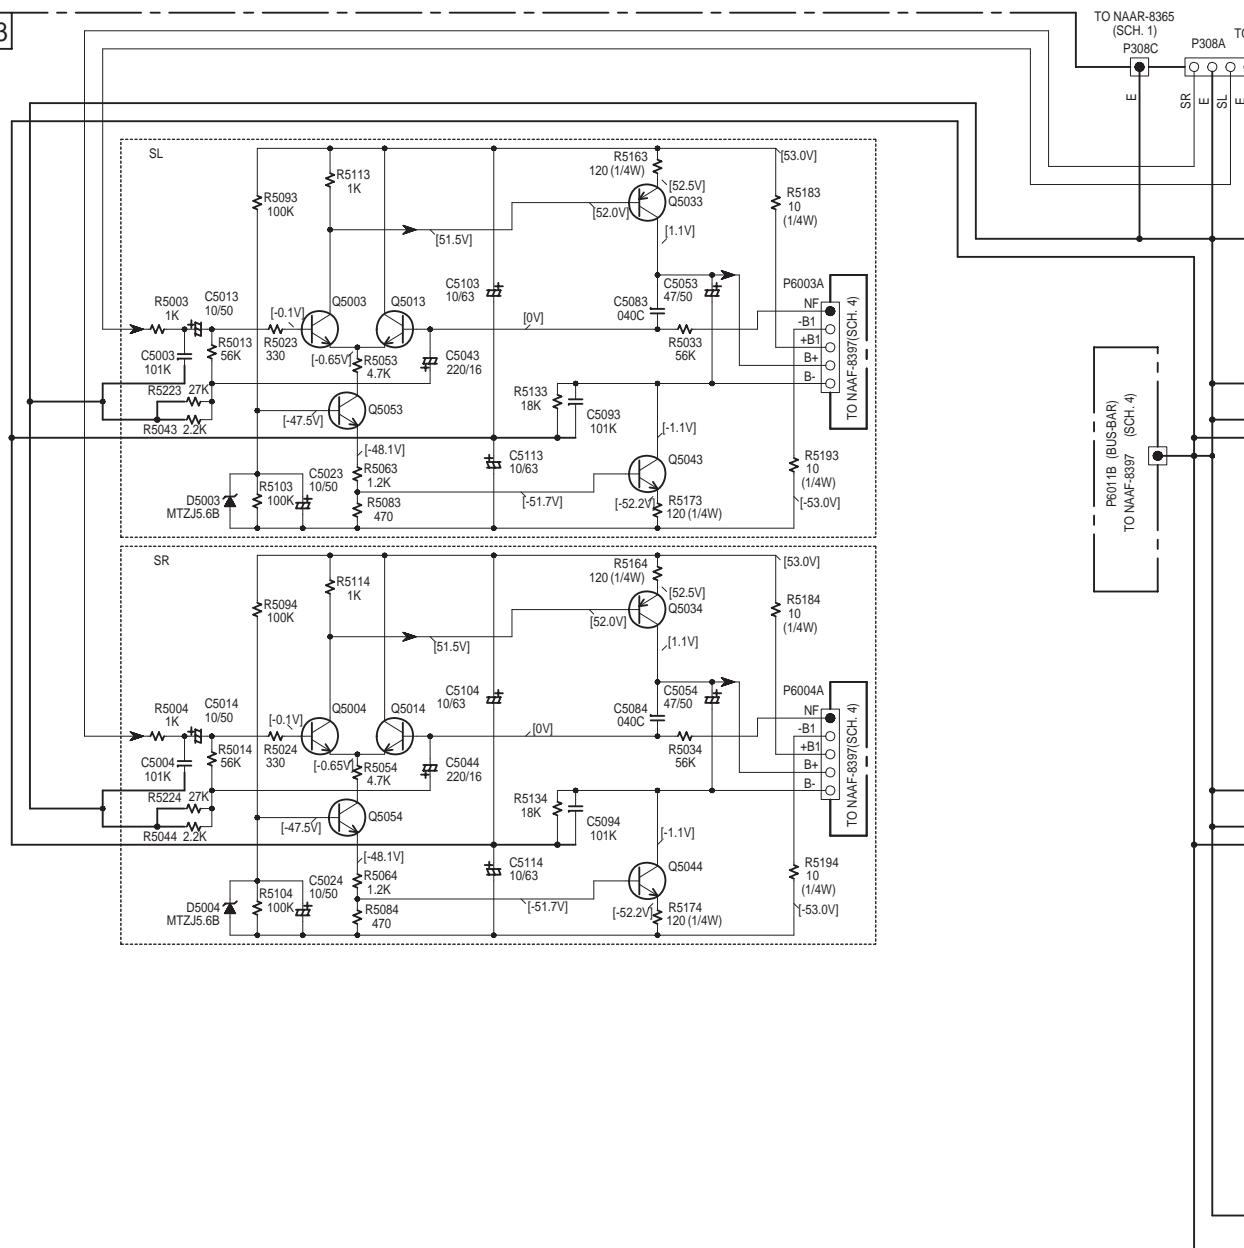 3
TO NAAR-8365
(SCH. 1)
P308C
P308A
TO
E
SR
E
SL
E
SL
R5093
100K
R5113
1K
R5163
120 (1/4W)
[53.0V]
[52.5V]
Q5033
[52.0V]
[51.5V]
[1.1V]
R5183
10
(1/4W)
R5003
1K
C5013
10/50
[-0.1V]
Q5003
Q5013
C5103
10/63
[0V]
C5083
040C
C5053
47/50
P6003A
NF
-B1
+B1
B+
B-
TO NAAF-8397(SCH. 4)
C5003
101K
R5013
56K
R5023
330
[-0.65V]
R5053
4.7K
C5043
220/16
R5033
56K
R5223 27K
R5043 2.2K
[-47.5V]
Q5053
R5133
18K
C5093
101K
[-48.1V]
R5063
1.2K
C5113
10/63
[-1.1V]
Q5043
R5193
10
(1/4W)
D5003
MTZJ5.6B
R5103
100K
C5023
10/50
R5083
470
[-51.7V]
[-52.2V]
R5173
120 (1/4W)
[-53.0V]
P6011B (BUS-BAR)
TO NAAF-8397 (SCH. 4)
SR
R5094
100K
R5114
1K
R5164
120 (1/4W)
[53.0V]
[52.5V]
Q5034
[52.0V]
[51.5V]
[1.1V]
R5184
10
(1/4W)
R5004
1K
C5014
10/50
[-0.1V]
Q5004
Q5014
C5104
10/63
[0V]
C5084
040C
C5054
47/50
P6004A
NF
-B1
+B1
B+
B-
TO NAAF-8397(SCH. 4)
C5004
101K
R5014
56K
R5024
330
[-0.65V]
R5054
4.7K
C5044
220/16
R5034
56K
R5224 27K
R5044 2.2K
[-47.5V]
Q5054
R5134
18K
C5094
101K
[-48.1V]
R5064
1.2K
C5114
10/63
[-1.1V]
Q5044
R5194
10
(1/4W)
D5004
MTZJ5.6B
R5104
100K
C5024
10/50
R5084
470
[-51.7V]
[-52.2V]
R5174
120 (1/4W)
[-53.0V]